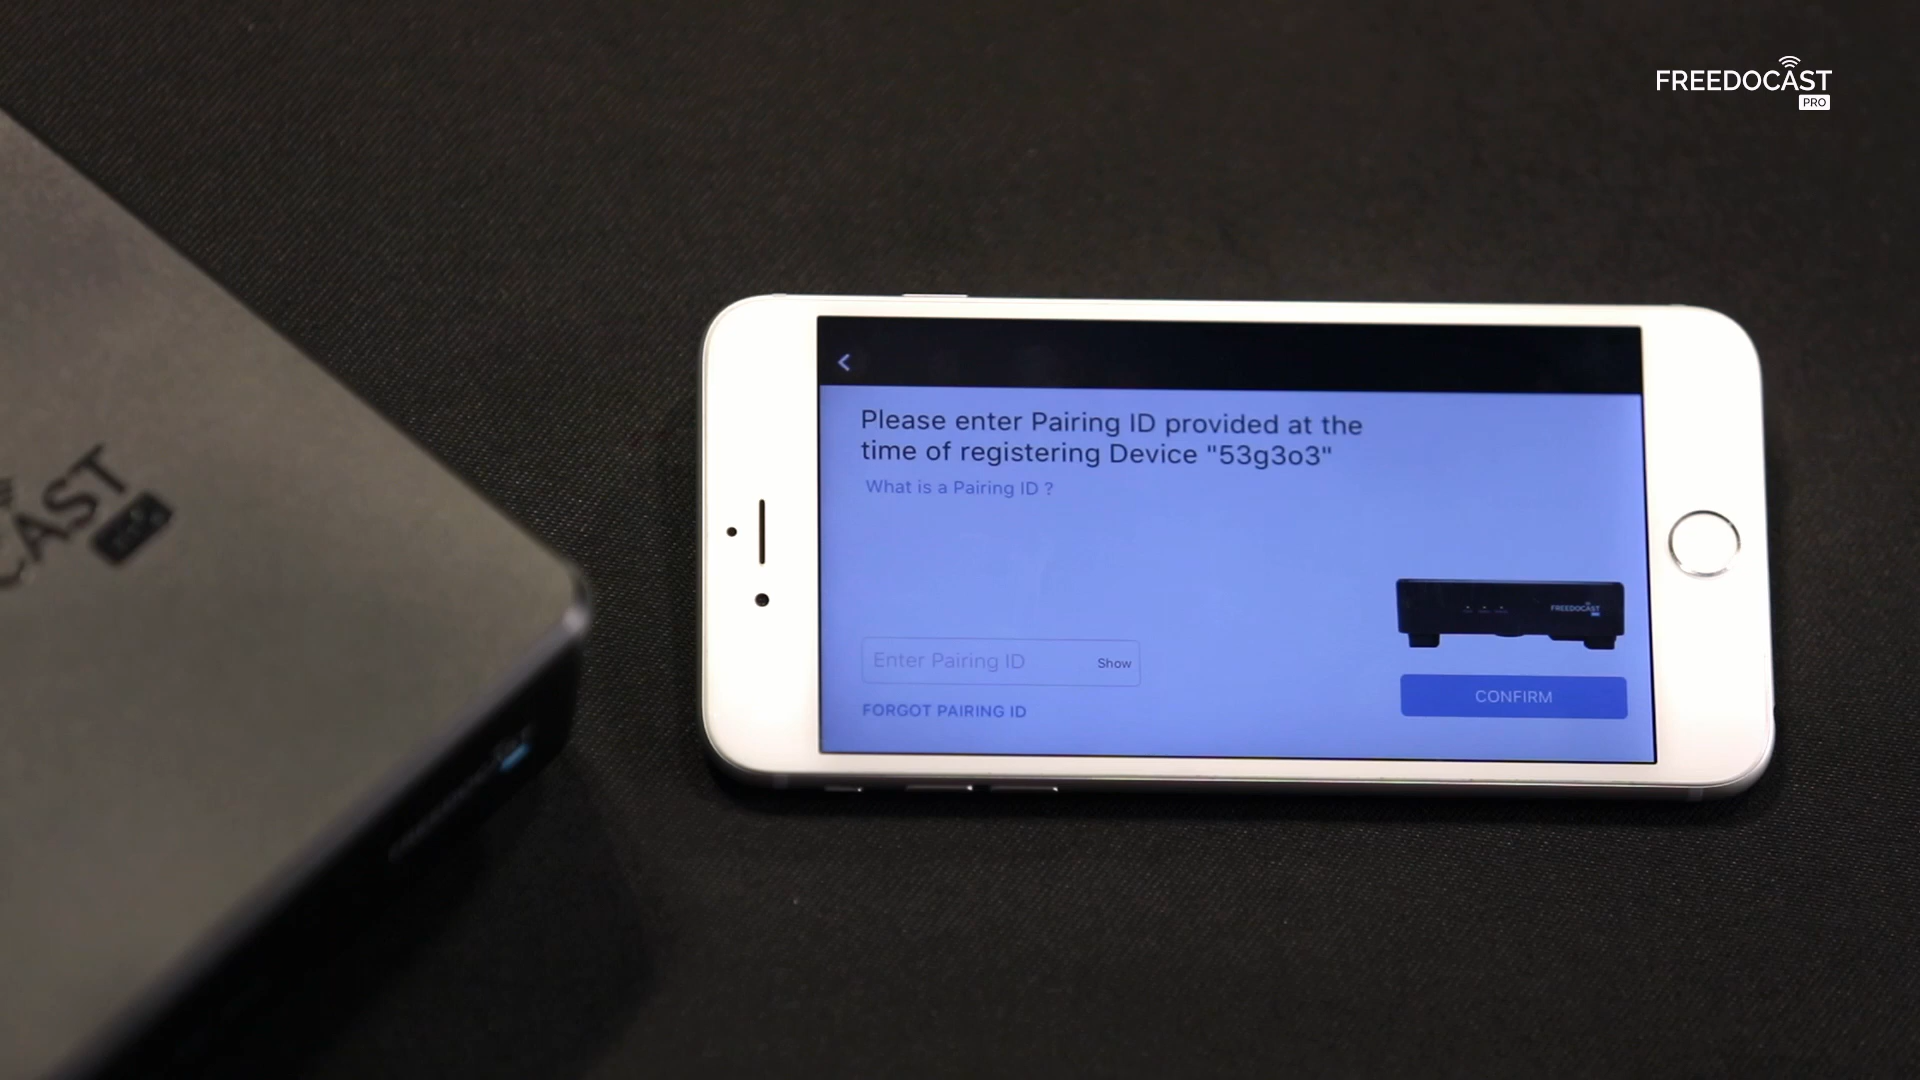 FREEDOCAST
PRO
<
Please enter Pairing ID provided at the
time of registering Device "53g3o3"
What is a Pairing ID ?
FREEDOCAST
Enter Pairing ID Show
CONFIRM
FORGOT PAIRING ID
CAST